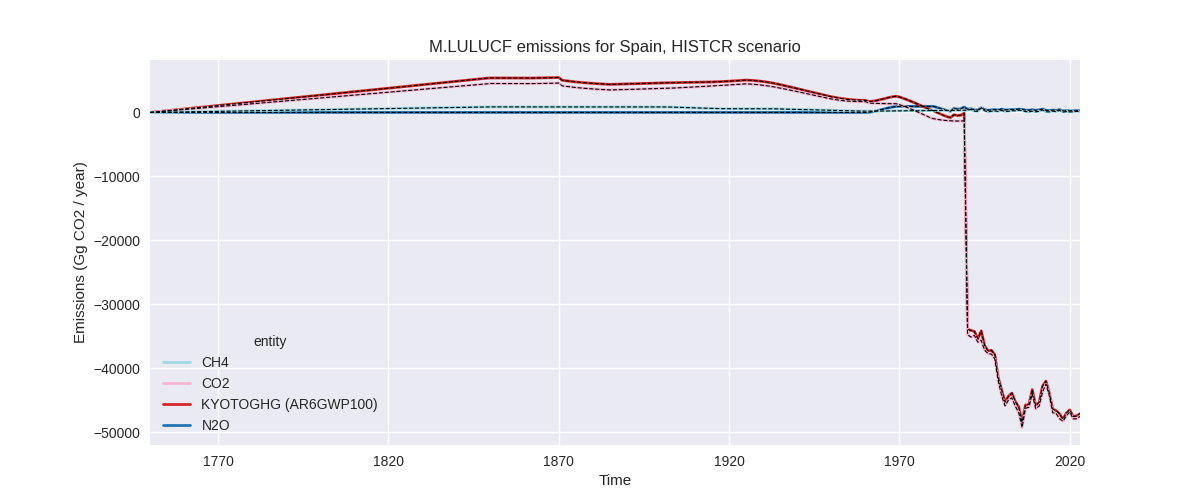 M.LULUCF emissions for Spain, HISTCR scenario
Emissions (Gg CO2 / year)
0
−10000
−20000
−30000
−40000
−50000
entity
CH4
CO2
KYOTOGHG (AR6GWP100)
N2O
1770
1820
1870
1920
1970
2020
Time